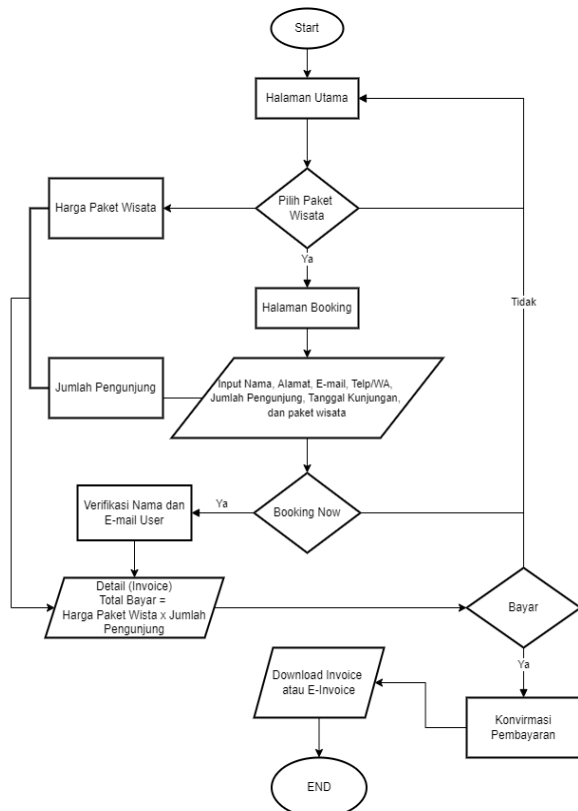 Start
Halaman Utama
Pilih Paket
Wisata
Harga Paket Wisata
Ya
Halaman Booking
Tidak
Jumlah Pengunjung
Input Nama, Alamat, E-mail, Telp/WA,
Jumlah Pengunjung, Tanggal Kunjungan,
dan paket wisata
Verifikasi Nama dan
E-mail User
Ya
Booking Now
Detail (Invoice)
Total Bayar =
Harga Paket Wista x Jumlah
Pengunjung
Bayar
Ya
Download Invoice
atau E-Invoice
Konvirmasi
Pembayaran
END